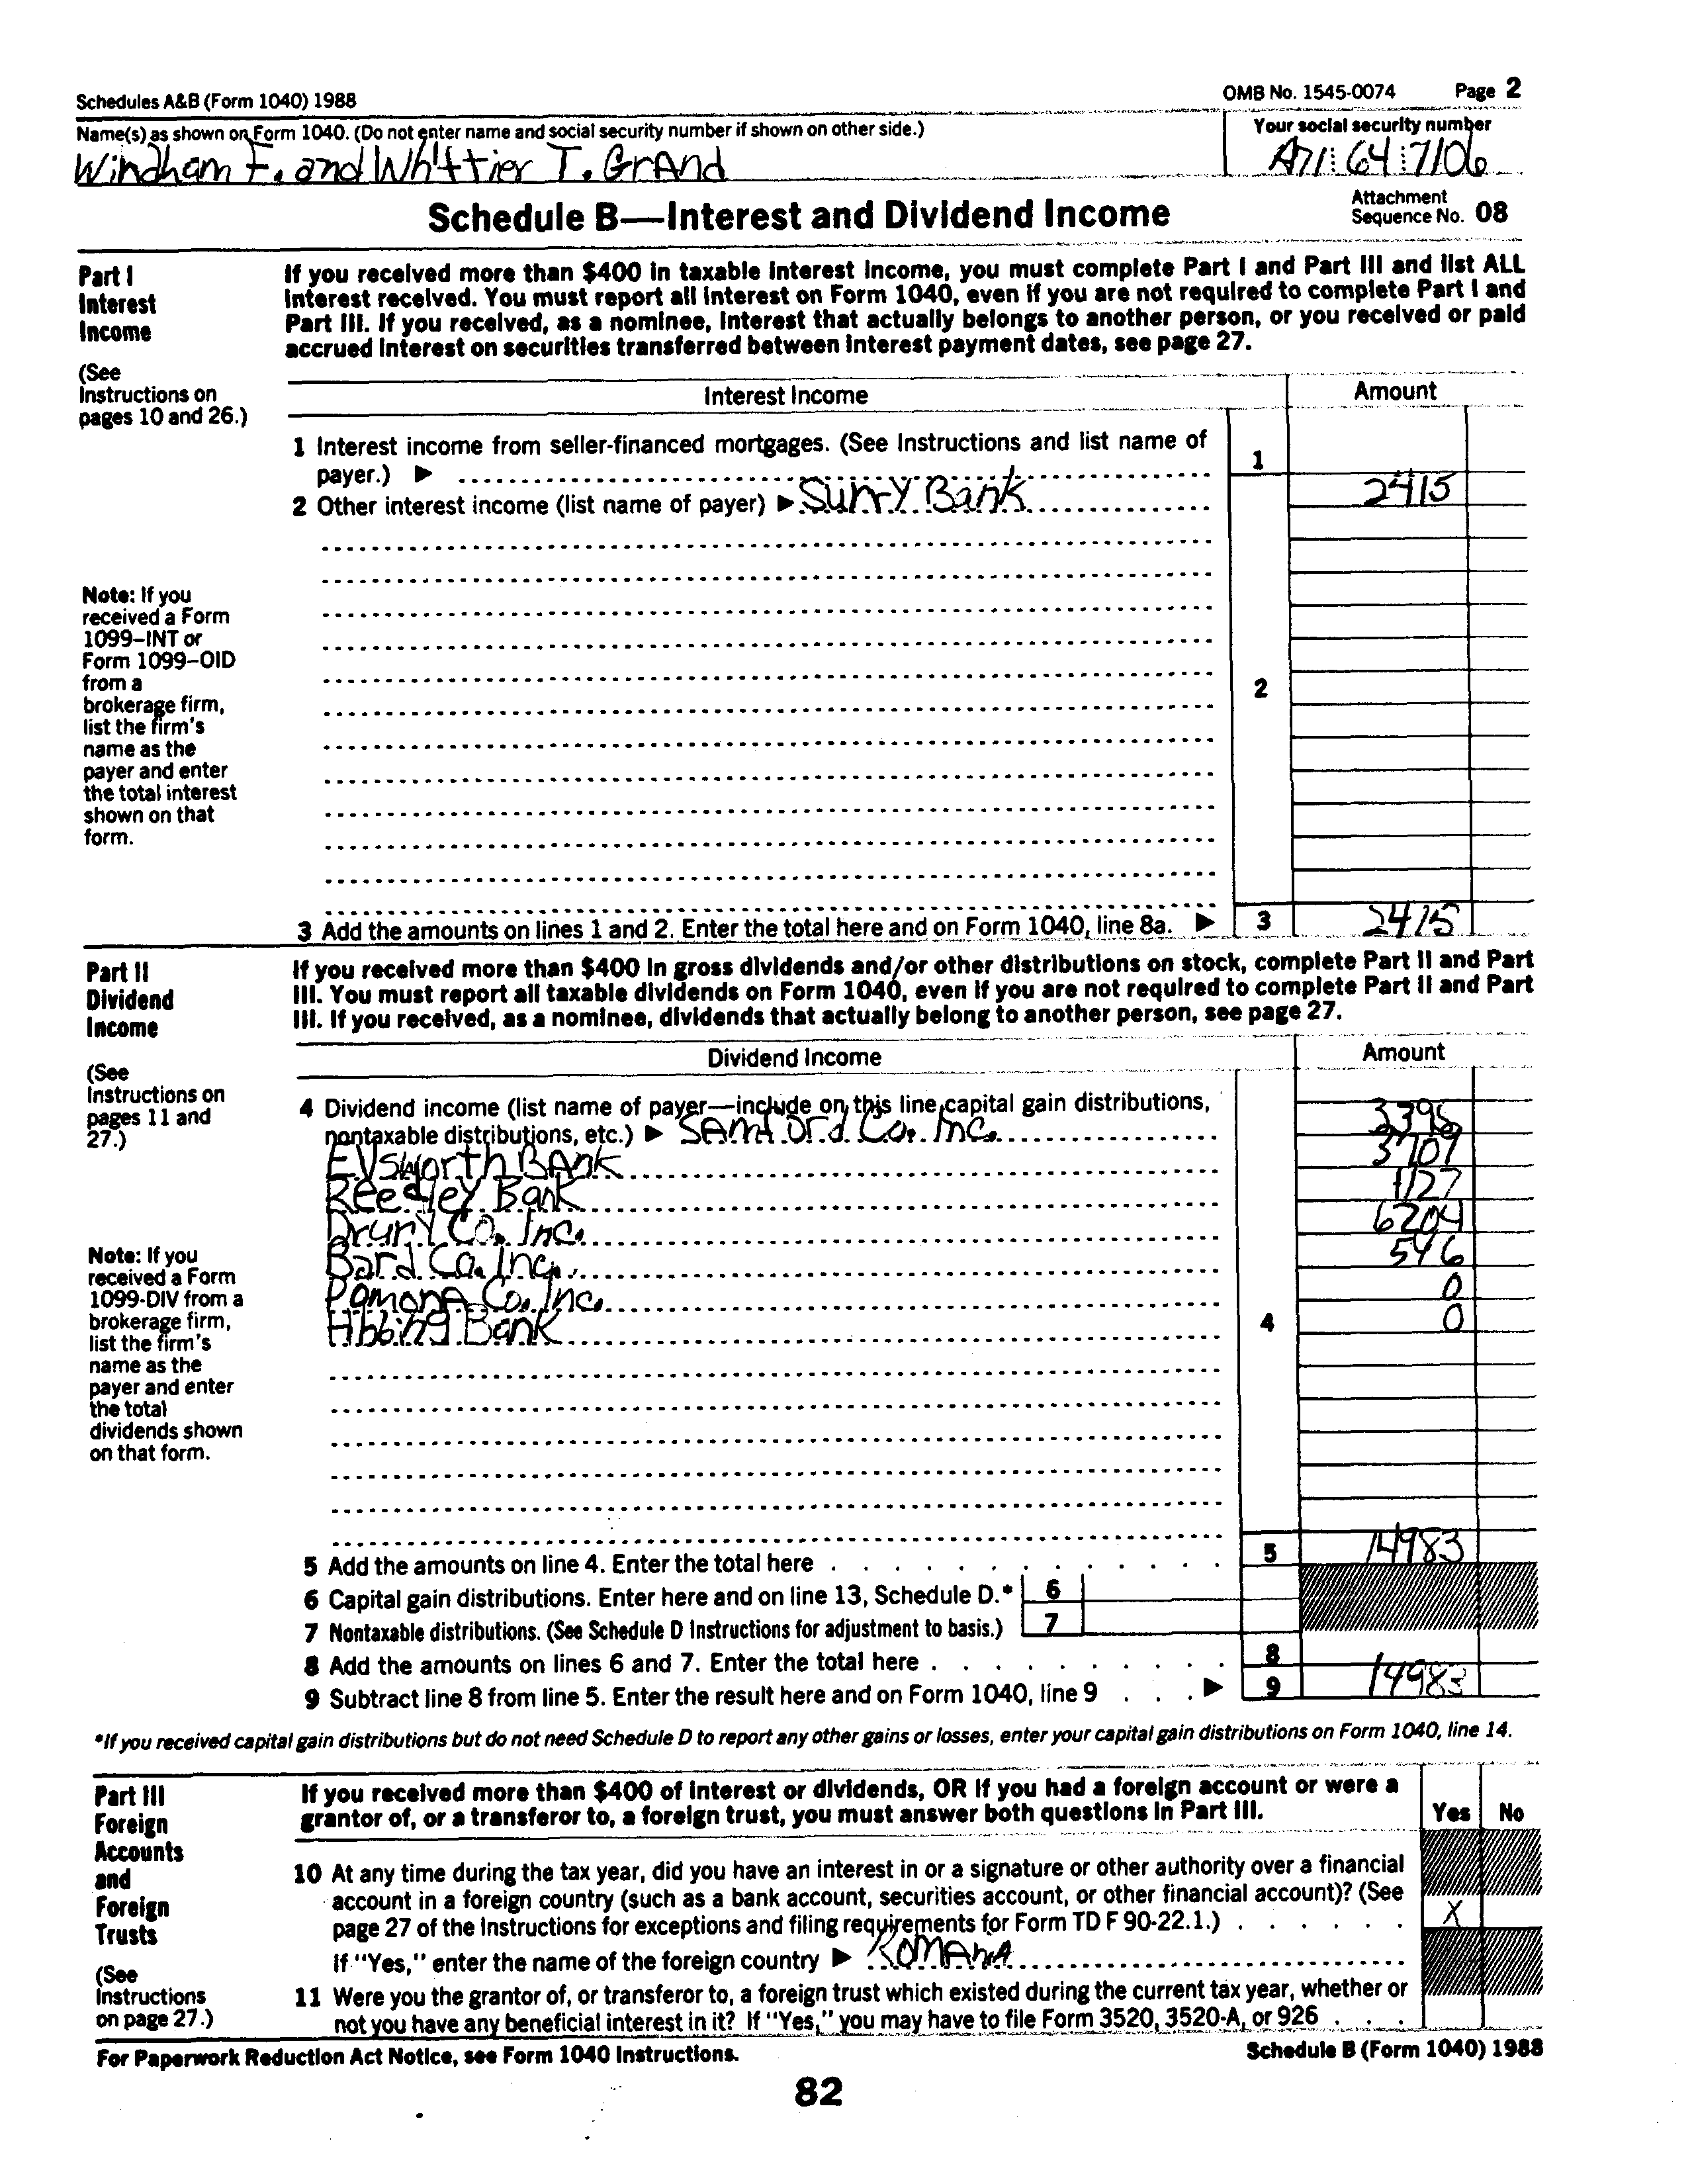 Schedules A&B (Form 1040) 1988 OMB No. 1545-0074 Page 2
Name(s) as shown on Form 1040. (Do not enter name and social security number if shown on other side.) Your social security number
Windham F. and Whittier T. Grand A71 64 7106
Schedule B—Interest and Dividend Income
Attachment
Sequence No. 08
Part I
Interest
Income
(See
Instructions on
pages 10 and 26.)
If you received more than $400 in taxable interest income, you must complete Part I and Part III and list ALL
interest received. You must report all interest on Form 1040, even if you are not required to complete Part I and
Part III. If you received, as a nominee, interest that actually belongs to another person, or you received or paid
accrued interest on securities transferred between interest payment dates, see page 27.
Interest Income Amount
1 Interest income from seller-financed mortgages. (See Instructions and list name of
payer.) ▶ 1
2 Other interest income (list name of payer) ▶ Surry Bank 2415
Note: If you
received a Form
1099–INT or
Form 1099–OID
from a
brokerage firm,
list the firm's
name as the
payer and enter
the total interest
shown on that
form.
2
3 Add the amounts on lines 1 and 2. Enter the total here and on Form 1040, line 8a. ▶ 3 2415
Part II
Dividend
Income
(See
Instructions on
pages 11 and
27.)
If you received more than $400 in gross dividends and/or other distributions on stock, complete Part II and Part
III. You must report all taxable dividends on Form 1040, even if you are not required to complete Part II and Part
III. If you received, as a nominee, dividends that actually belong to another person, see page 27.
Dividend Income Amount
4 Dividend income (list name of payer—include on this line capital gain distributions,
nontaxable distributions, etc.) ▶ Samford Co. Inc. 3396
Evsworth Bank 3709
Reedley Bank 1127
Drury Co. Inc. 6204
Bard Co. Inc. 546
Pomona Co. Inc. 0
Hibbing Bank 0
Note: If you
received a Form
1099-DIV from a
brokerage firm,
list the firm's
name as the
payer and enter
the total
dividends shown
on that form.
4
5 Add the amounts on line 4. Enter the total here 5 14983
6 Capital gain distributions. Enter here and on line 13, Schedule D.* 6
7 Nontaxable distributions. (See Schedule D Instructions for adjustment to basis.) 7
8 Add the amounts on lines 6 and 7. Enter the total here 8
9 Subtract line 8 from line 5. Enter the result here and on Form 1040, line 9 ▶ 9 14983
*If you received capital gain distributions but do not need Schedule D to report any other gains or losses, enter your capital gain distributions on Form 1040, line 14.
Part III
Foreign
Accounts
and
Foreign
Trusts
(See
Instructions
on page 27.)
If you received more than $400 of interest or dividends, OR if you had a foreign account or were a
grantor of, or a transferor to, a foreign trust, you must answer both questions in Part III. Yes No
10 At any time during the tax year, did you have an interest in or a signature or other authority over a financial
account in a foreign country (such as a bank account, securities account, or other financial account)? (See
page 27 of the Instructions for exceptions and filing requirements for Form TD F 90-22.1.) X
If "Yes," enter the name of the foreign country ▶ Romania
11 Were you the grantor of, or transferor to, a foreign trust which existed during the current tax year, whether or
not you have any beneficial interest in it? If "Yes," you may have to file Form 3520, 3520-A, or 926
For Paperwork Reduction Act Notice, see Form 1040 Instructions. Schedule B (Form 1040) 1988
82